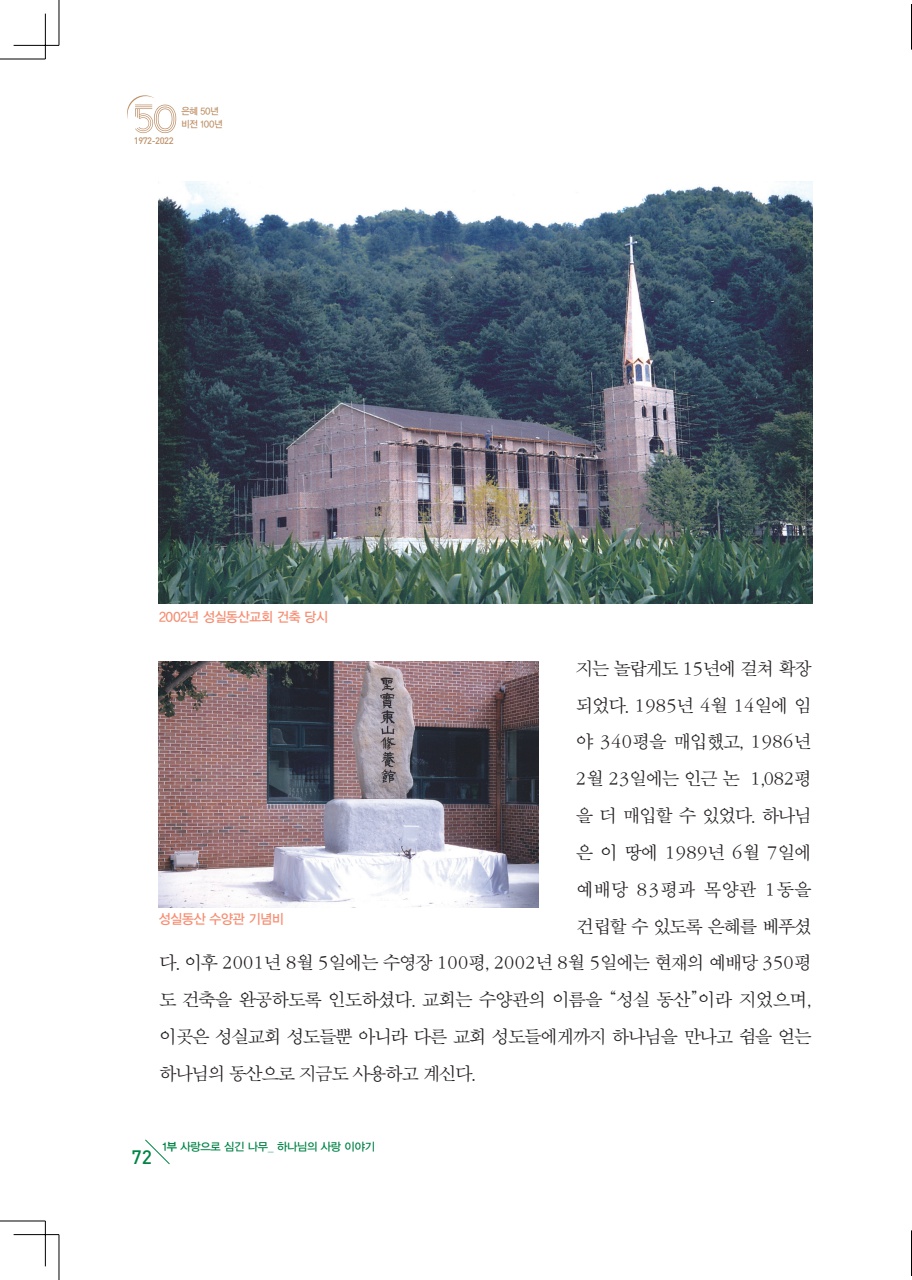 50
은혜 50년
비전 100년
1972-2022
2002년 성실동산교회 건축 당시
聖實東山修養館
성실동산 수양관 기념비
지는 놀랍게도 15년에 걸쳐 확장
되었다. 1985년 4월 14일에 임
야 340평을 매입했고, 1986년
2월 23일에는 인근 논 1,082평
을 더 매입할 수 있었다. 하나님
은 이 땅에 1989년 6월 7일에
예배당 83평과 목양관 1동을
건립할 수 있도록 은혜를 베푸셨
다. 이후 2001년 8월 5일에는 수영장 100평, 2002년 8월 5일에는 현재의 예배당 350평
도 건축을 완공하도록 인도하셨다. 교회는 수양관의 이름을 “성실 동산”이라 지었으며,
이곳은 성실교회 성도들뿐 아니라 다른 교회 성도들에게까지 하나님을 만나고 쉼을 얻는
하나님의 동산으로 지금도 사용하고 계신다.
72 1부 사랑으로 심긴 나무_ 하나님의 사랑 이야기